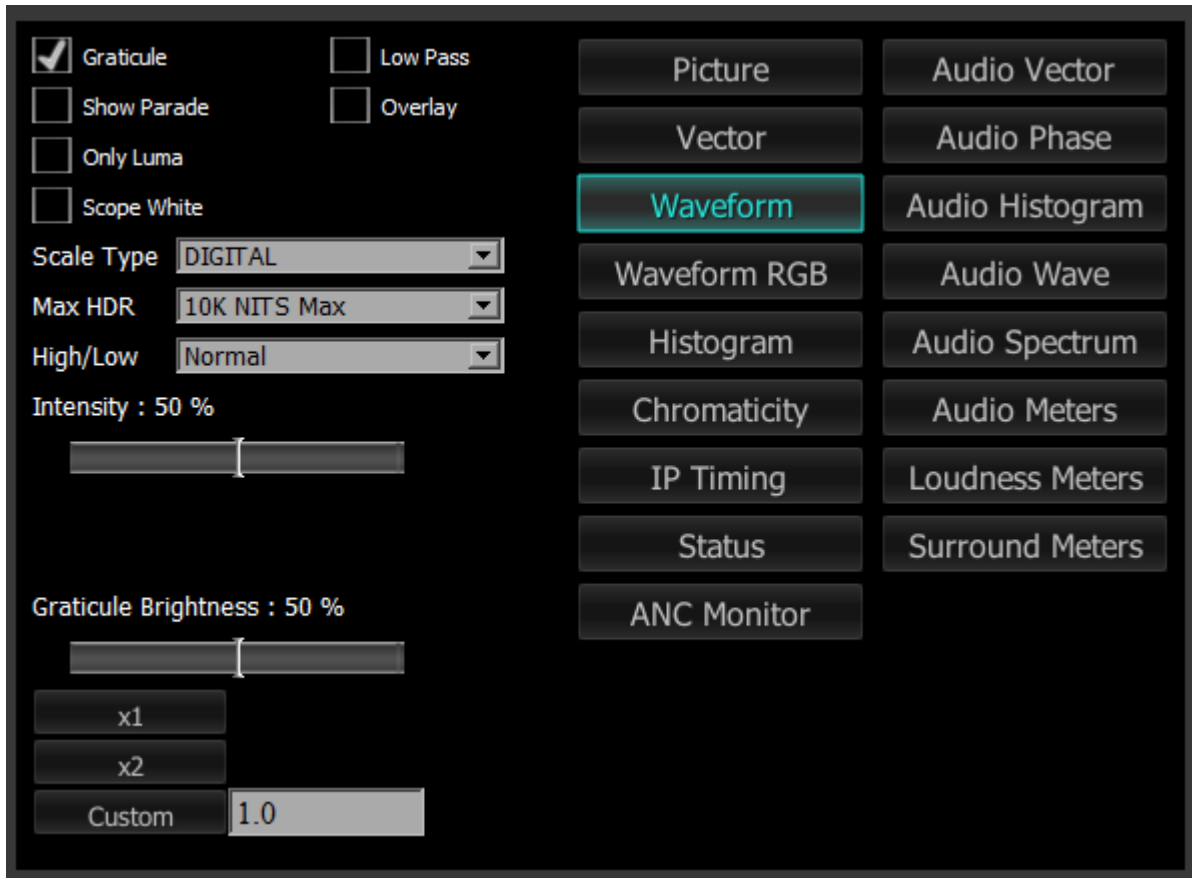 Graticule
Low Pass
Show Parade
Overlay
Only Luma
Scope White
Scale Type DIGITAL
Max HDR 10K NITS Max
High/Low Normal
Intensity : 50 %
Graticule Brightness : 50 %
x1
x2
Custom 1.0
Picture
Vector
Waveform
Waveform RGB
Histogram
Chromaticity
IP Timing
Status
ANC Monitor
Audio Vector
Audio Phase
Audio Histogram
Audio Wave
Audio Spectrum
Audio Meters
Loudness Meters
Surround Meters